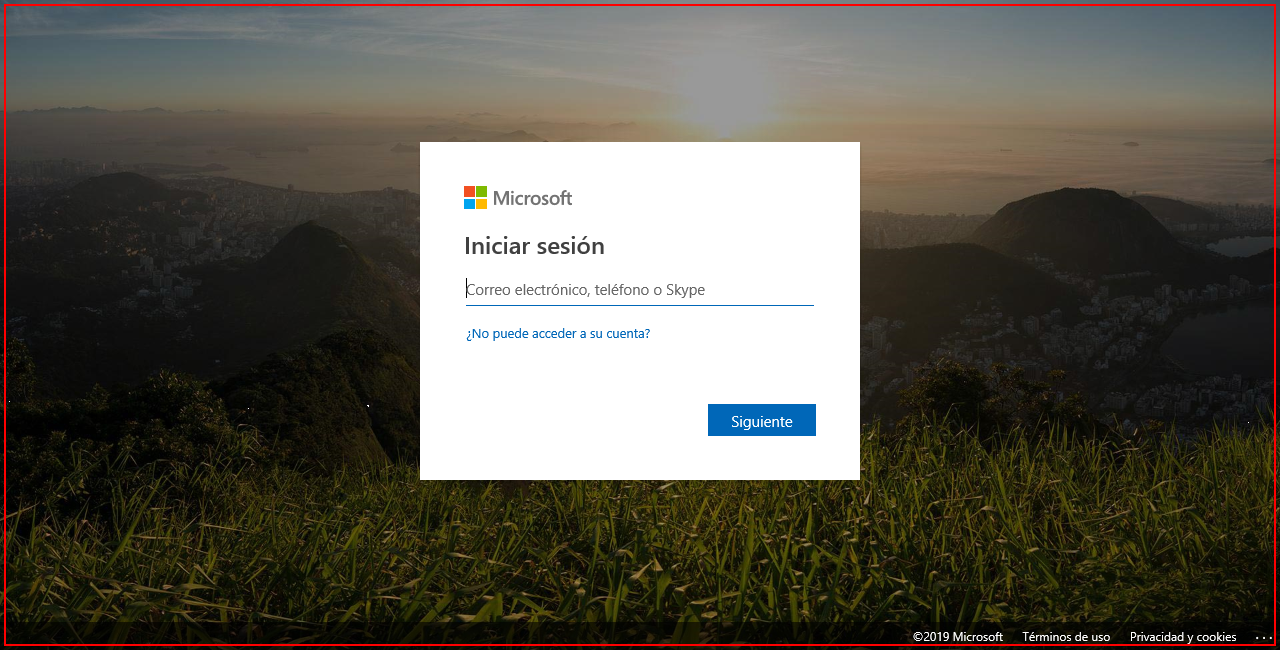 Microsoft
Iniciar sesión
Correo electrónico, teléfono o Skype
¿No puede acceder a su cuenta?
Siguiente
©2019 Microsoft Términos de uso Privacidad y cookies ...